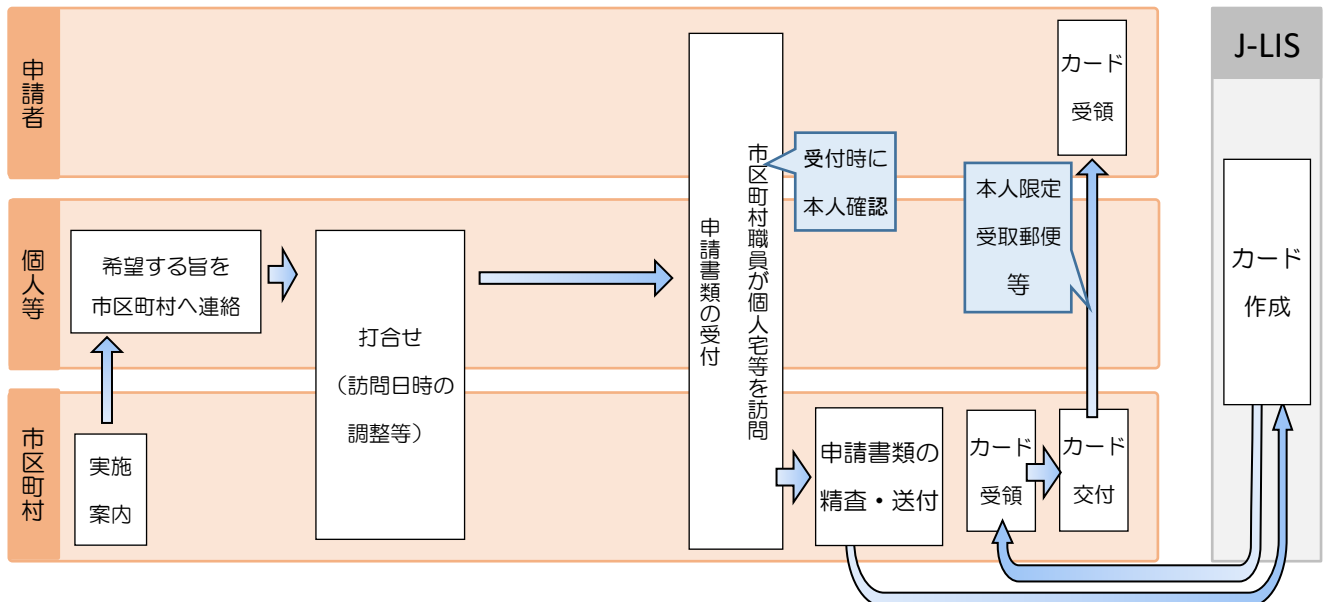 申請者
カード
受領
J-LIS
市区町村職員が個人宅等を訪問
申請書類の受付
受付時に
本人確認
本人限定
受取郵便
等
カード
作成
個人等
希望する旨を
市区町村へ連絡
打合せ
（訪問日時の
調整等）
市区町村
実施
案内
申請書類の
精査・送付
カード
受領
カード
交付